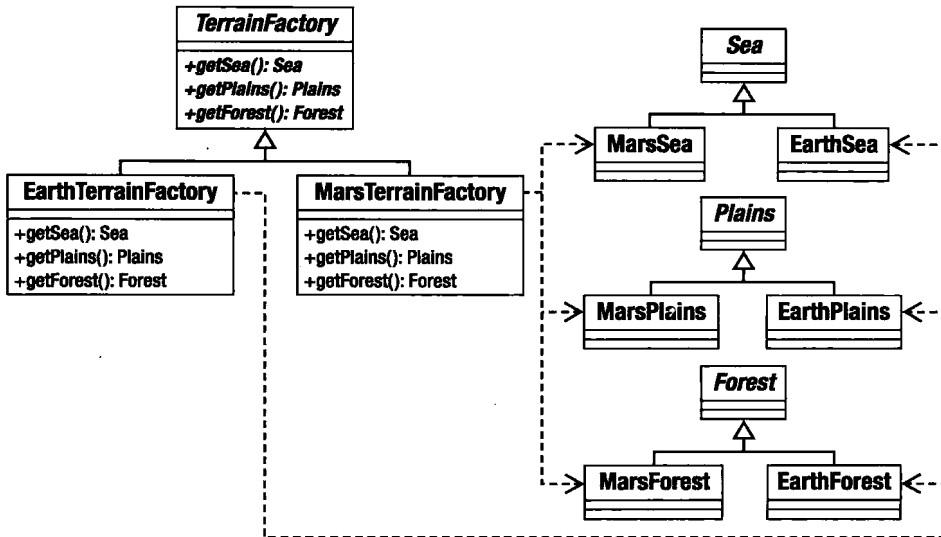 TerrainFactory
+getSea(): Sea
+getPlains(): Plains
+getForest(): Forest
EarthTerrainFactory
+getSea(): Sea
+getPlains(): Plains
+getForest(): Forest
MarsTerrainFactory
+getSea(): Sea
+getPlains(): Plains
+getForest(): Forest
Sea
MarsSea
EarthSea
Plains
MarsPlains
EarthPlains
Forest
MarsForest
EarthForest